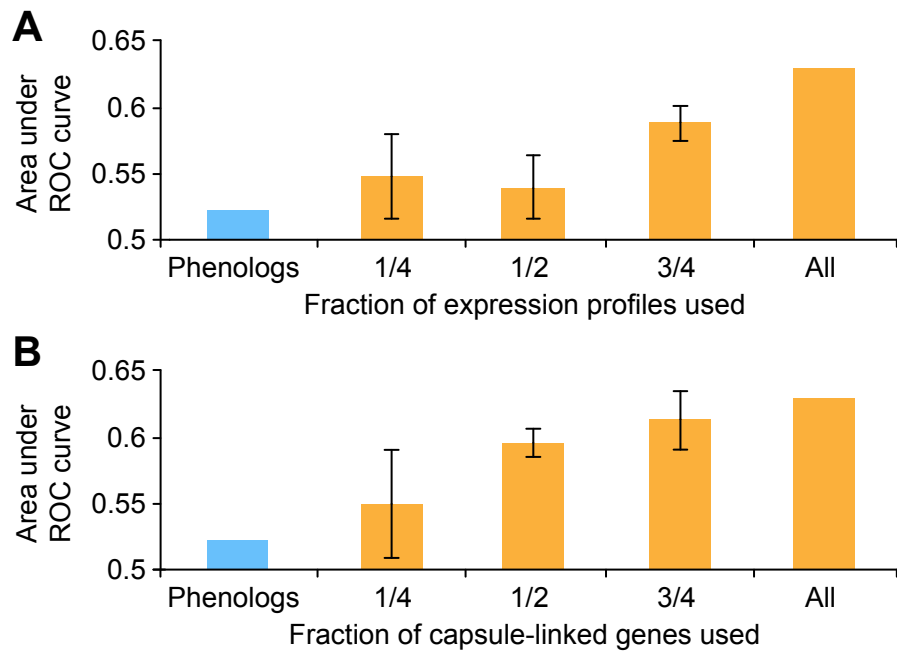 A
Area under
ROC curve
0.65
0.6
0.55
0.5
Phenologs 1/4 1/2 3/4 All
Fraction of expression profiles used
B
Area under
ROC curve
0.65
0.6
0.55
0.5
Phenologs 1/4 1/2 3/4 All
Fraction of capsule-linked genes used